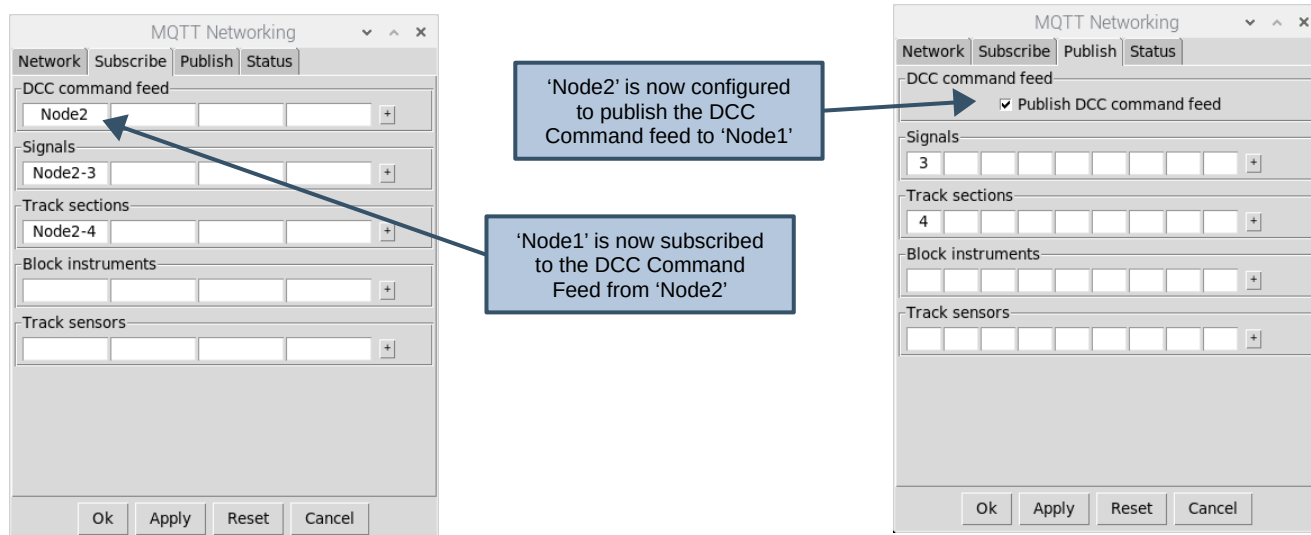 MQTT Networking
Network Subscribe Publish Status
DCC command feed
Node2
+
Signals
Node2-3
+
Track sections
Node2-4
+
Block instruments
+
Track sensors
+
Ok Apply Reset Cancel
‘Node2’ is now configured
to publish the DCC
Command feed to ‘Node1’
‘Node1’ is now subscribed
to the DCC Command
Feed from ‘Node2’
MQTT Networking
Network Subscribe Publish Status
DCC command feed
Publish DCC command feed
Signals
3
+
Track sections
4
+
Block instruments
+
Track sensors
+
Ok Apply Reset Cancel